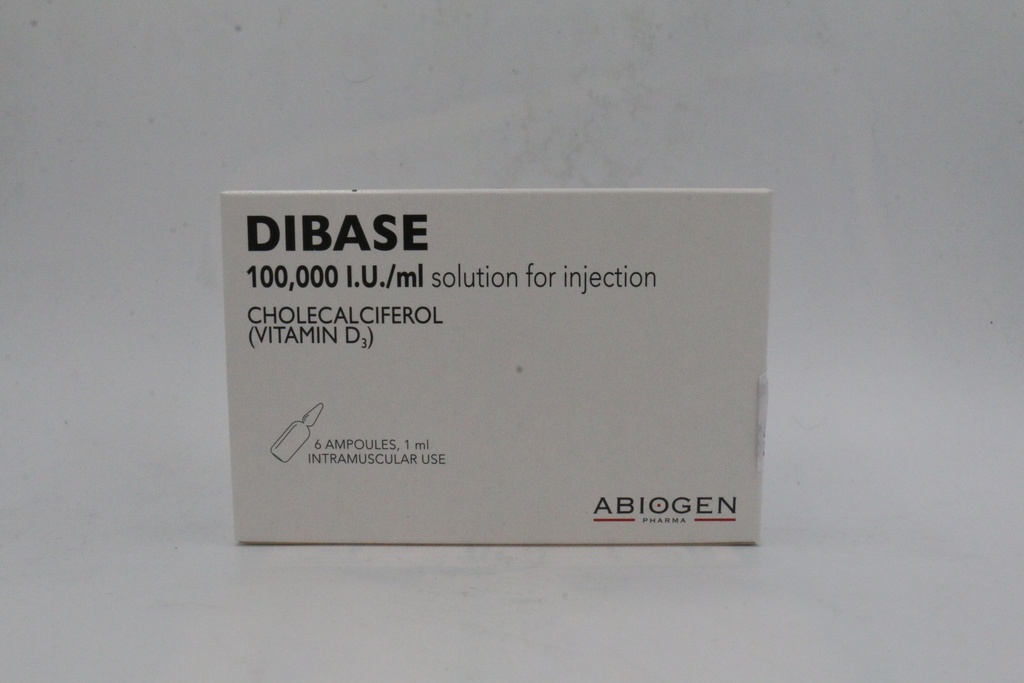 DIBASE
100,000 I.U./ml solution for injection
CHOLECALCIFEROL
(VITAMIN D₃)
6 AMPOULES, 1 ml
INTRAMUSCULAR USE
ABIOGEN
PHARMA